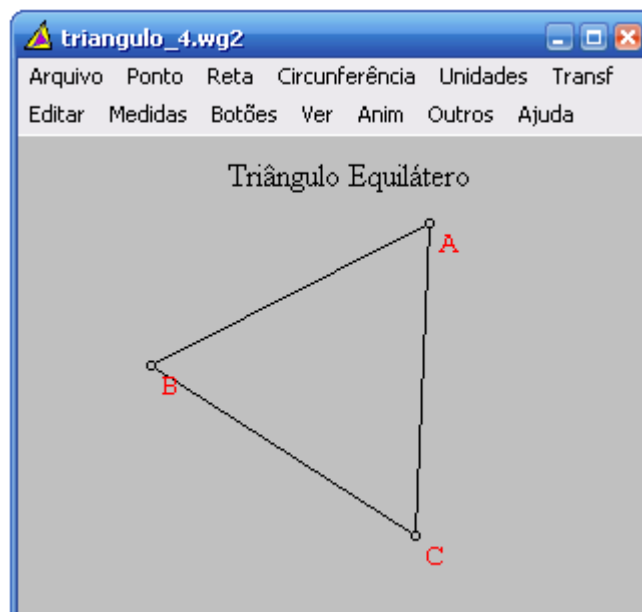 triangulo_4.wg2
Arquivo Ponto Reta Circunferência Unidades Transf
Editar Medidas Botões Ver Anim Outros Ajuda
Triângulo Equilátero
A
B
C